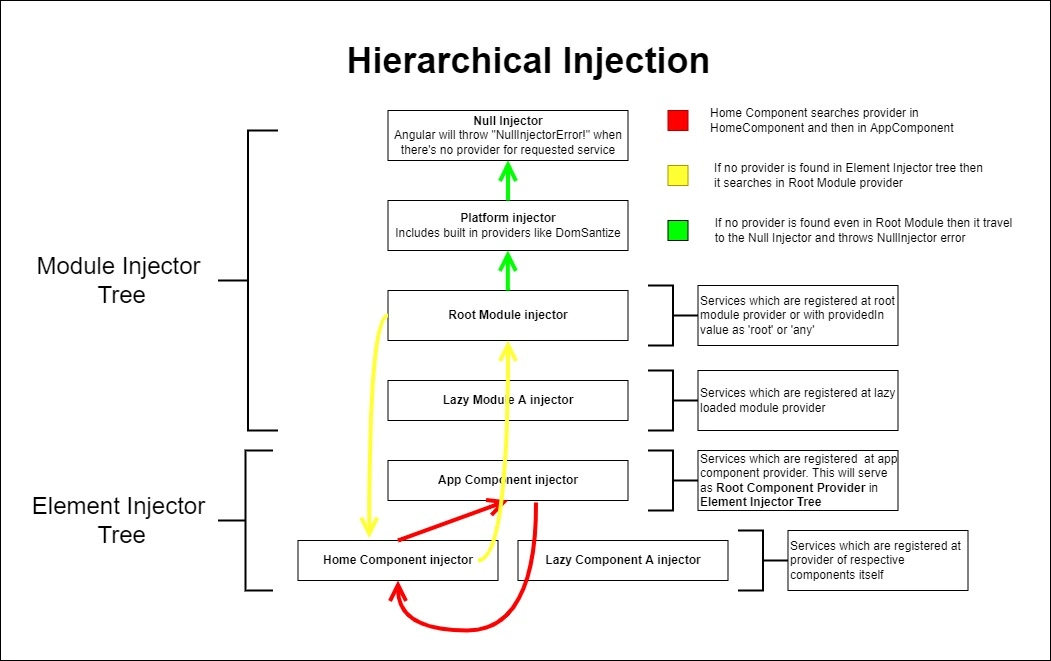 Hierarchical Injection
Null Injector
Angular will throw "NullInjectorError!" when
there's no provider for requested service
Home Component searches provider in
HomeComponent and then in AppComponent
If no provider is found in Element Injector tree then
it searches in Root Module provider
Platform injector
Includes built in providers like DomSantize
If no provider is found even in Root Module then it travel
to the Null Injector and throws NullInjector error
Module Injector
Tree
Root Module injector
Services which are registered at root
module provider or with providedIn
value as 'root' or 'any'
Lazy Module A injector
Services which are registered at lazy
loaded module provider
Element Injector
Tree
App Component injector
Services which are registered  at app
component provider. This will serve
as Root Component Provider in
Element Injector Tree
Home Component injector
Lazy Component A injector
Services which are registered at
provider of respective
components itself